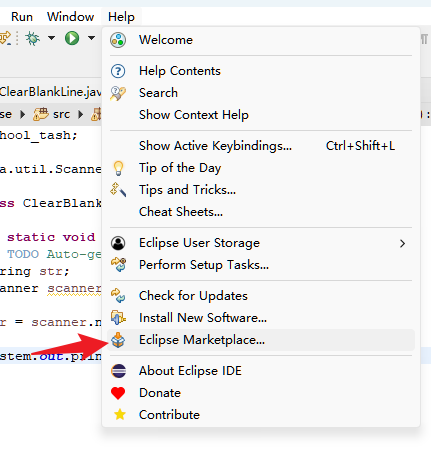 Run Window Help
ClearBlankLine.jav
se src
Welcome
hool_tash;
Help Contents
Search
Show Context Help
a.util.Scanne
Show Active Keybindings... Ctrl+Shift+L
Tip of the Day
Tips and Tricks...
ss ClearBlank
Cheat Sheets...
static void
Eclipse User Storage
TODO Auto-ge
Perform Setup Tasks...
ring str;
anner scanner
Check for Updates
r = scanner.n
Install New Software...
Eclipse Marketplace...
stem.out.prin
About Eclipse IDE
Donate
Contribute